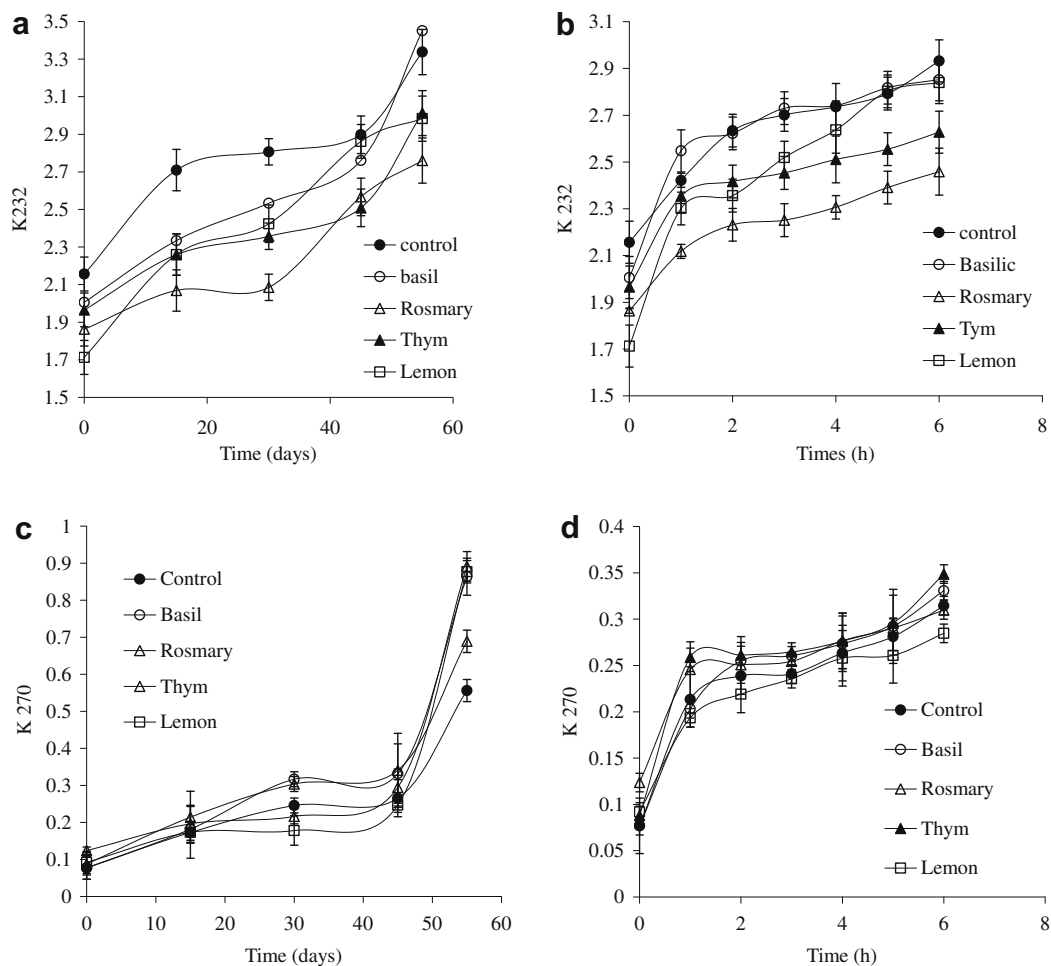 a
3.5
3.3
3.1
2.9
2.7
2.5
2.3
2.1
1.9
1.7
1.5
K232
0
20
40
60
Time (days)
control
basil
Rosmary
Thym
Lemon
b
3.1
2.9
2.7
2.5
2.3
2.1
1.9
1.7
1.5
K 232
0
2
4
6
8
Times (h)
control
Basilic
Rosmary
Tym
Lemon
c
1
0.9
0.8
0.7
0.6
0.5
0.4
0.3
0.2
0.1
0
K 270
0
10
20
30
40
50
60
Time (days)
Control
Basil
Rosmary
Thym
Lemon
d
0.4
0.35
0.3
0.25
0.2
0.15
0.1
0.05
0
K 270
0
2
4
6
8
Time (h)
Control
Basil
Rosmary
Thym
Lemon